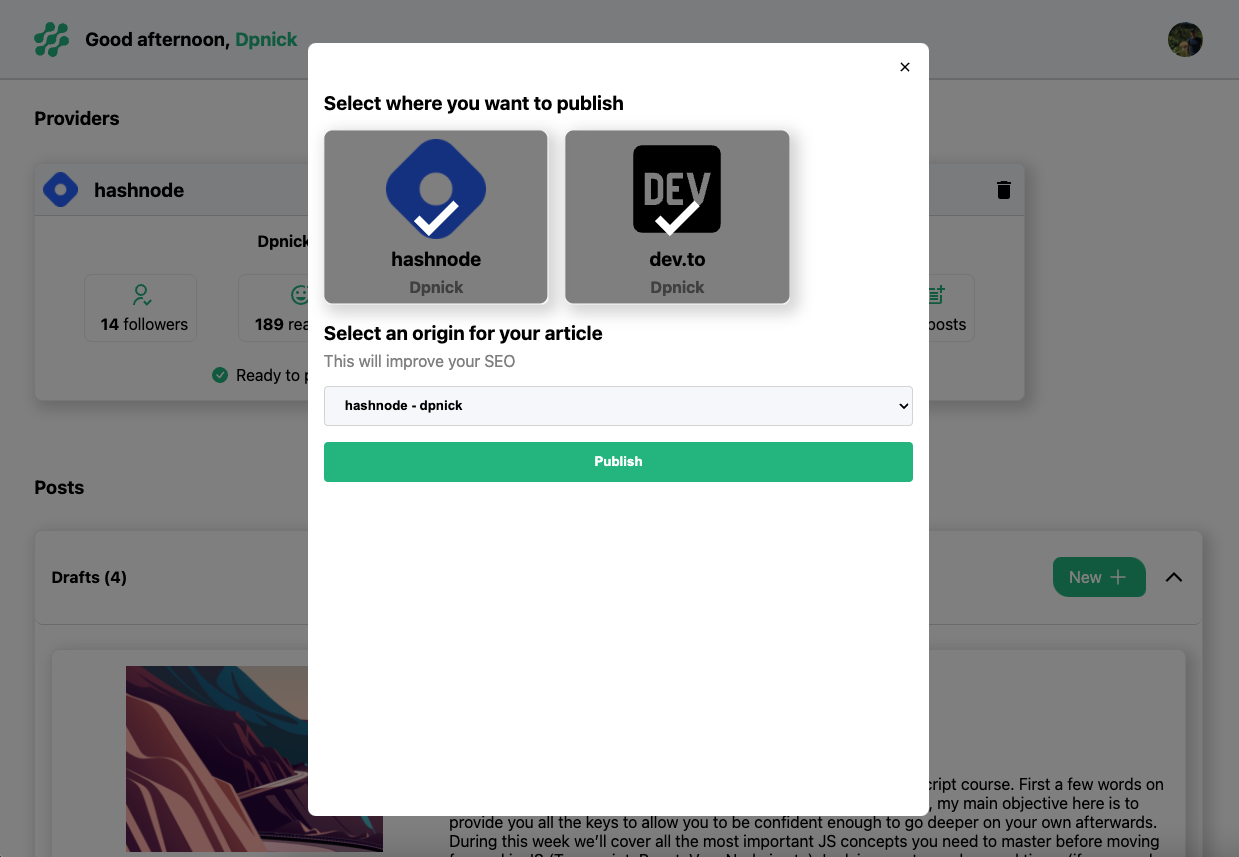 Good afternoon, Dpnick
Providers
hashnode
Dpnick
14 followers
189
posts
Ready to
Posts
Drafts (4)
New
×
Select where you want to publish
hashnode
Dpnick
DEV
dev.to
Dpnick
Select an origin for your article
This will improve your SEO
hashnode - dpnick
Publish
course. First a few words on
, my main objective here is to
provide you all the keys to allow you to be confident enough to go deeper on your own afterwards.
During this week we'll cover all the most important JS concepts you need to master before moving